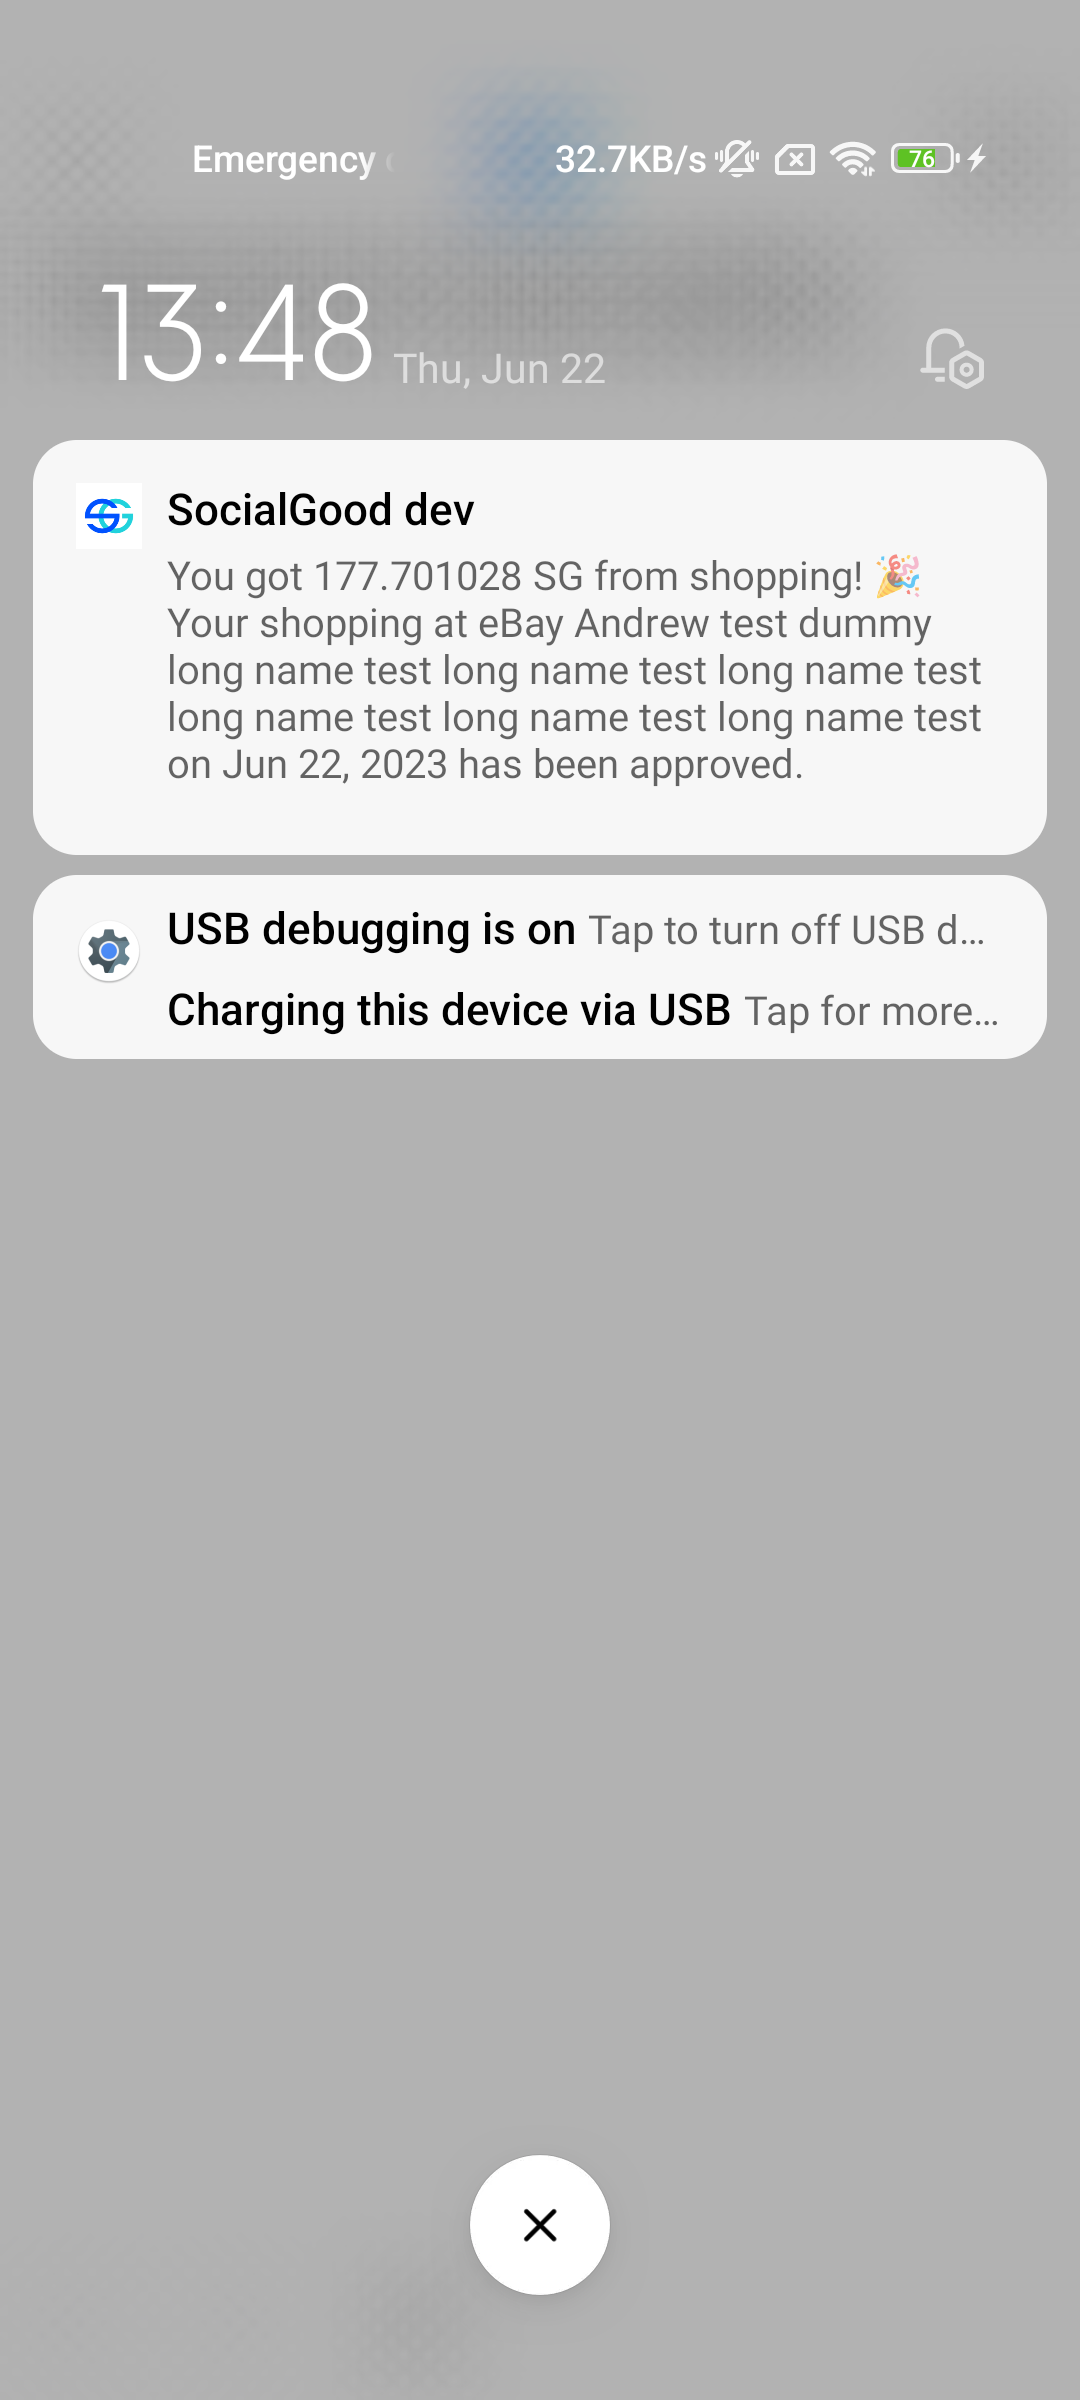 Emergency
32.7KB/s
76
13:48 Thu, Jun 22
SocialGood dev
You got 177.701028 SG from shopping! 🎉
Your shopping at eBay Andrew test dummy
long name test long name test long name test
long name test long name test long name test
on Jun 22, 2023 has been approved.
USB debugging is on Tap to turn off USB d...
Charging this device via USB Tap for more...